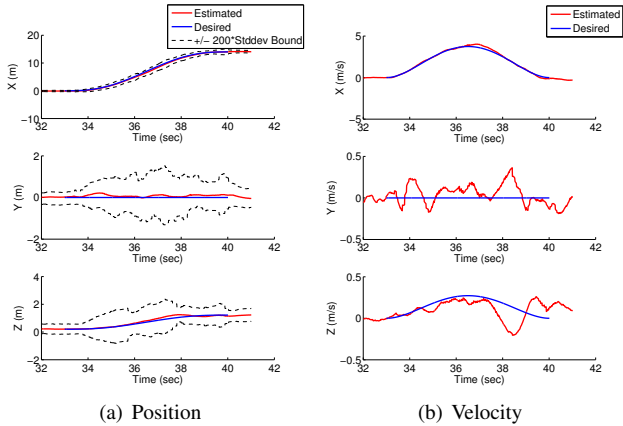 Estimated
Desired
+/− 200*Stddev Bound
20
10
0
−10
X (m)
32 34 36 38 40 42
Time (sec)
2
0
−2
Y (m)
32 34 36 38 40 42
Time (sec)
4
2
0
−2
Z (m)
32 34 36 38 40 42
Time (sec)
(a) Position
Estimated
Desired
5
0
−5
X (m/s)
32 34 36 38 40 42
Time (sec)
0.5
0
−0.5
Y (m/s)
32 34 36 38 40 42
Time (sec)
0.5
0
−0.5
Z (m/s)
32 34 36 38 40 42
Time (sec)
(b) Velocity